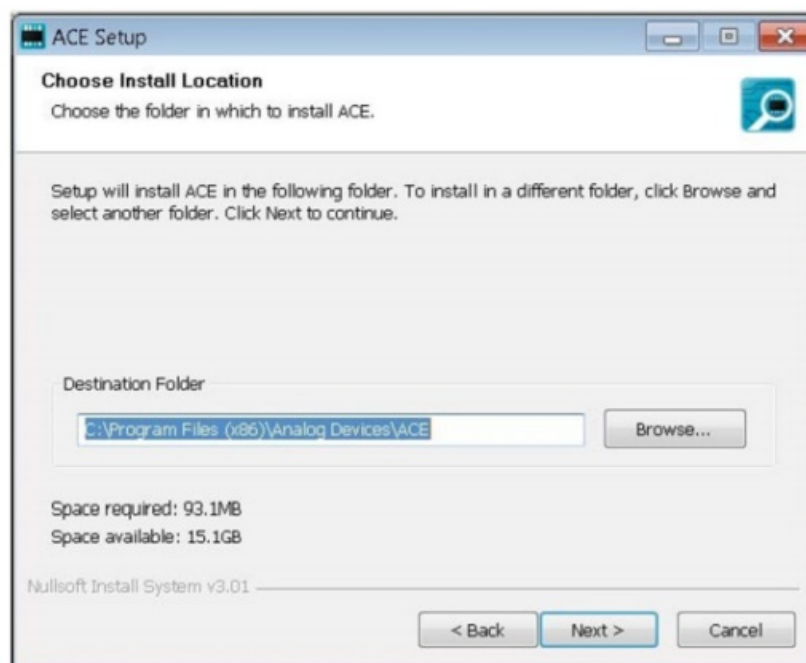 ACE Setup
Choose Install Location
Choose the folder in which to install ACE.
Setup will install ACE in the following folder. To install in a different folder, click Browse and
select another folder. Click Next to continue.
Destination Folder
C:\Program Files (x86)\Analog Devices\ACE
Browse...
Space required: 93.1MB
Space available: 15.1GB
Nullsoft Install System v3.01
< Back
Next >
Cancel